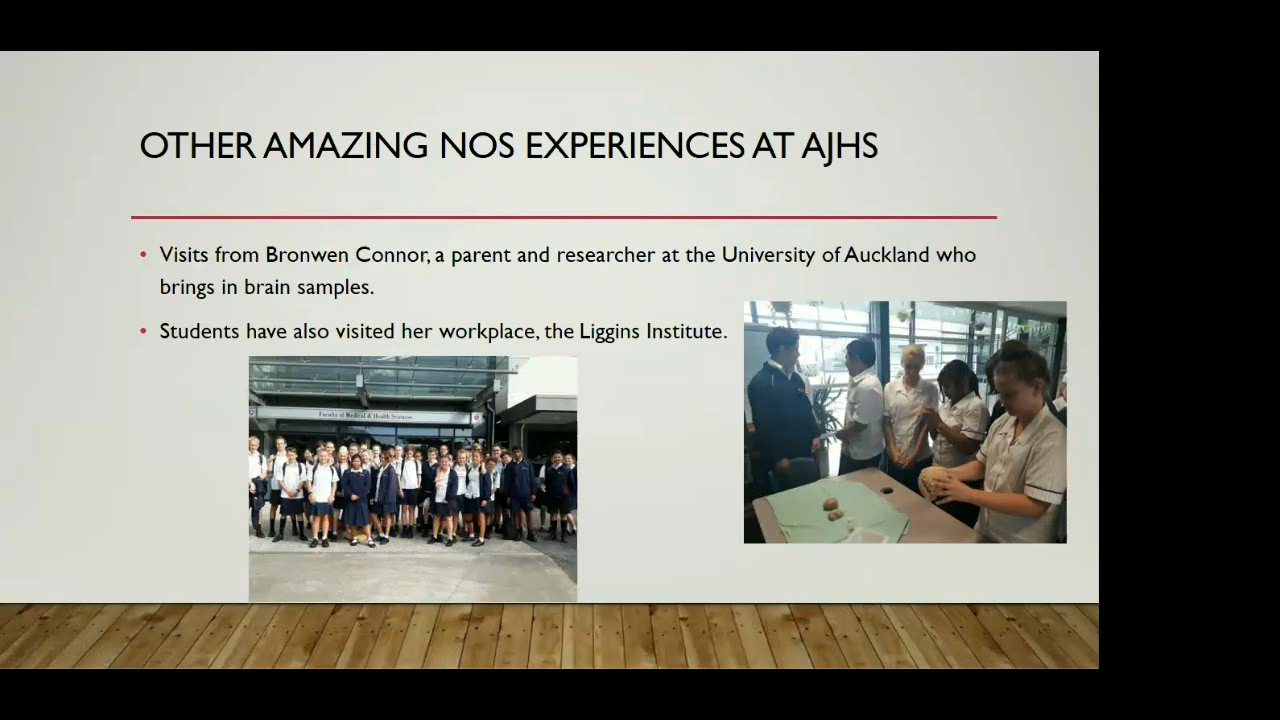 OTHER AMAZING NOS EXPERIENCES AT AJHS
• Visits from Bronwen Connor, a parent and researcher at the University of Auckland who
brings in brain samples.
• Students have also visited her workplace, the Liggins Institute.
Faculty of Medical & Health Sciences